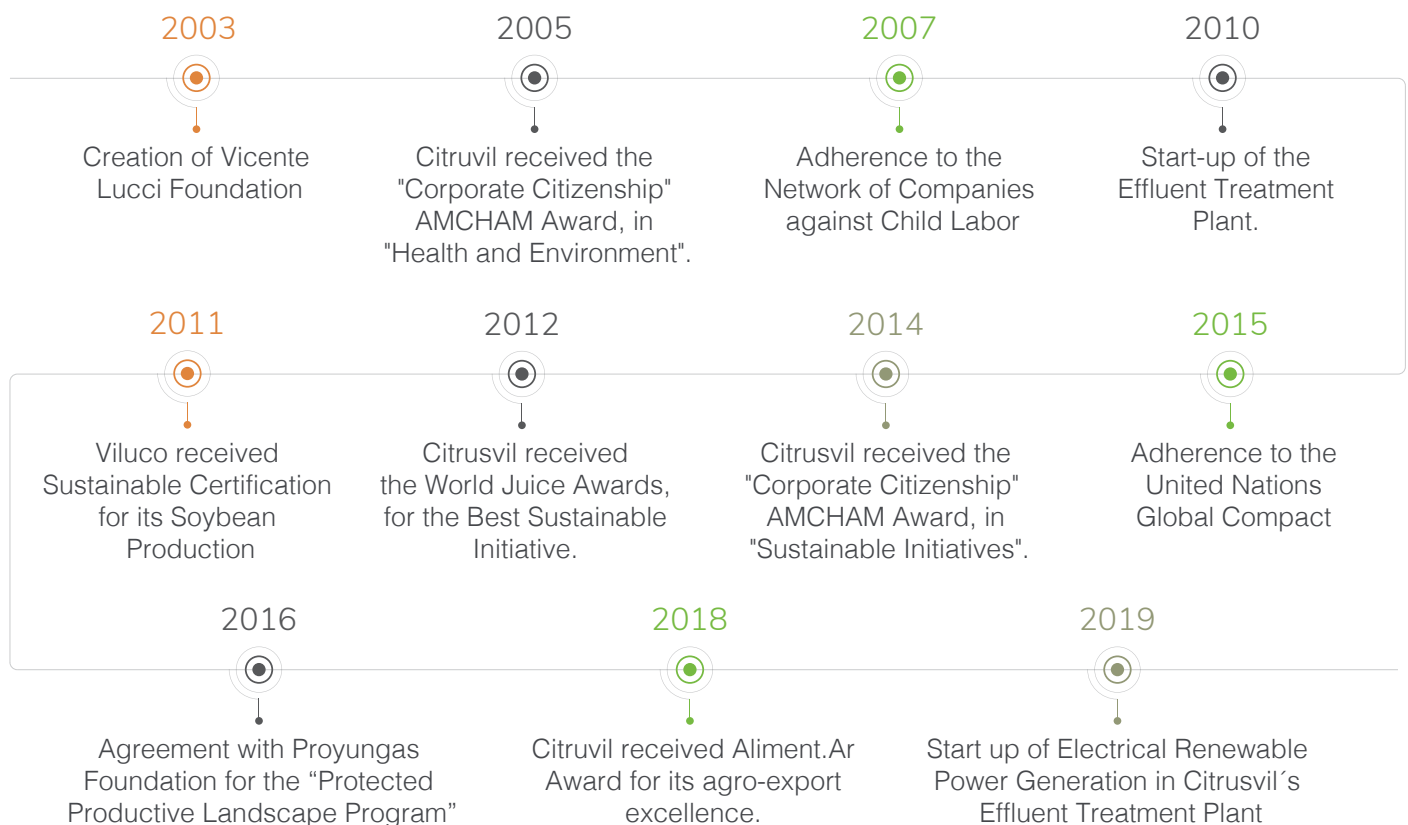 2003
Creation of Vicente
Lucci Foundation
2005
Citruvil received the
"Corporate Citizenship"
AMCHAM Award, in
"Health and Environment".
2007
Adherence to the
Network of Companies
against Child Labor
2010
Start-up of the
Effluent Treatment
Plant.
2011
Viluco received
Sustainable Certification
for its Soybean
Production
2012
Citrusvil received
the World Juice Awards,
for the Best Sustainable
Initiative.
2014
Citrusvil received the
"Corporate Citizenship"
AMCHAM Award, in
"Sustainable Initiatives".
2015
Adherence to the
United Nations
Global Compact
2016
Agreement with Proyungas
Foundation for the “Protected
Productive Landscape Program”
2018
Citruvil received Aliment.Ar
Award for its agro-export
excellence.
2019
Start up of Electrical Renewable
Power Generation in Citrusvil´s
Effluent Treatment Plant